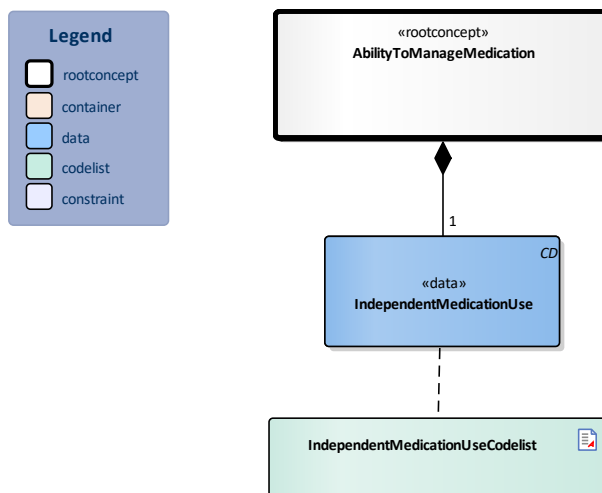 Legend
rootconcept
container
data
codelist
constraint
«rootconcept»
AbilityToManageMedication
1
CD
«data»
IndependentMedicationUse
IndependentMedicationUseCodelist